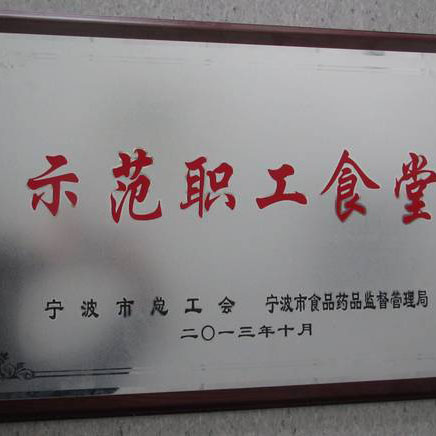 示范职工食堂
宁波市总工会 宁波市食品药品监督管理局
二〇一三年十月